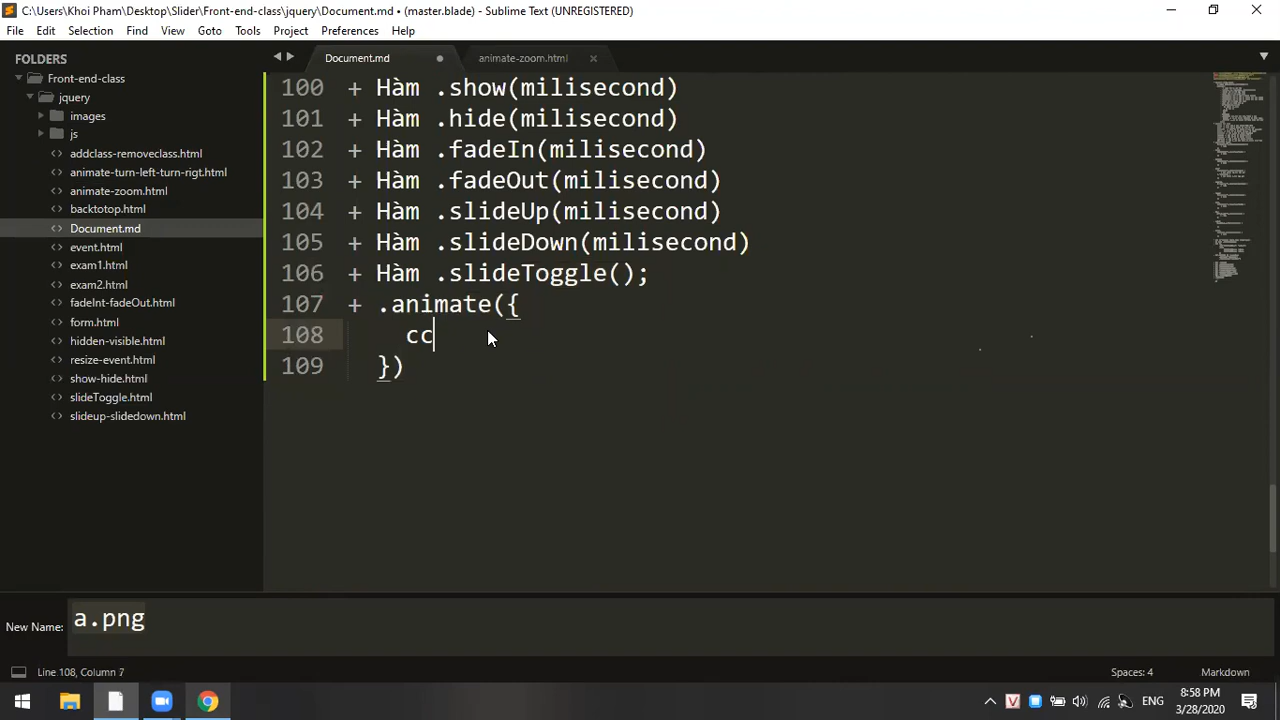 C:\Users\Khoi Pham\Desktop\Slider\Front-end-class\jquery\Document.md • (master.blade) - Sublime Text (UNREGISTERED)
File Edit Selection Find View Goto Tools Project Preferences Help
FOLDERS
Front-end-class
jquery
images
js
addclass-removeclass.html
animate-turn-left-turn-rigt.html
animate-zoom.html
backtotop.html
Document.md
event.html
exam1.html
exam2.html
fadeInt-fadeOut.html
form.html
hidden-visible.html
resize-event.html
show-hide.html
slideToggle.html
slideup-slidedown.html
Document.md animate-zoom.html
100 + Hàm .show(milisecond)
101 + Hàm .hide(milisecond)
102 + Hàm .fadeIn(milisecond)
103 + Hàm .fadeOut(milisecond)
104 + Hàm .slideUp(milisecond)
105 + Hàm .slideDown(milisecond)
106 + Hàm .slideToggle();
107 + .animate({
108 cc
109 })
New Name: a.png
Line 108, Column 7 Spaces: 4 Markdown
ENG 8:58 PM
3/28/2020